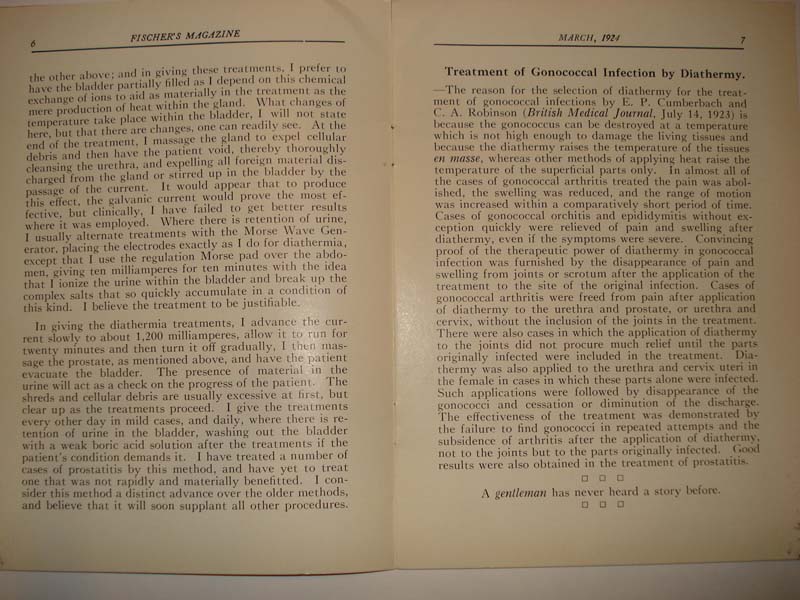 6
FISCHER'S MAGAZINE
the other above; and in giving these treatments, I prefer to
have the bladder partially filled as I depend on this chemical
exchange of ions to aid as materially in the treatment as the
mere production of heat within the gland. What changes of
temperature take place within the bladder, I will not state
here, but that there are changes, one can readily see. At the
end of the treatment, I massage the gland to expel cellular
debris and then have the patient void, thereby thoroughly
cleansing the urethra, and expelling all foreign material dis-
charged from the gland or stirred up in the bladder by the
passage of the current. It would appear that to produce
this effect, the galvanic current would prove the most ef-
fective, but clinically, I have failed to get better results
where it was employed. Where there is retention of urine,
I usually alternate treatments with the Morse Wave Gen-
erator, placing the electrodes exactly as I do for diathermia,
except that I use the regulation Morse pad over the abdo-
men, giving ten milliamperes for ten minutes with the idea
that I ionize the urine within the bladder and break up the
complex salts that so quickly accumulate in a condition of
this kind. I believe the treatment to be justifiable.
In giving the diathermia treatments, I advance the cur-
rent slowly to about 1,200 milliamperes, allow it to run for
twenty minutes and then turn it off gradually, I then mas-
sage the prostate, as mentioned above, and have the patient
evacuate the bladder. The presence of material in the
urine will act as a check on the progress of the patient. The
shreds and cellular debris are usually excessive at first, but
clear up as the treatments proceed. I give the treatments
every other day in mild cases, and daily, where there is re-
tention of urine in the bladder, washing out the bladder
with a weak boric acid solution after the treatments if the
patient's condition demands it. I have treated a number of
cases of prostatitis by this method, and have yet to treat
one that was not rapidly and materially benefitted. I con-
sider this method a distinct advance over the older methods,
and believe that it will soon supplant all other procedures.
MARCH, 1924
7
Treatment of Gonococcal Infection by Diathermy.
—The reason for the selection of diathermy for the treat-
ment of gonococcal infections by E. P. Cumberbach and
C. A. Robinson (British Medical Journal, July 14, 1923) is
because the gonococcus can be destroyed at a temperature
which is not high enough to damage the living tissues and
because the diathermy raises the temperature of the tissues
en masse, whereas other methods of applying heat raise the
temperature of the superficial parts only. In almost all of
the cases of gonococcal arthritis treated the pain was abol-
ished, the swelling was reduced, and the range of motion
was increased within a comparatively short period of time.
Cases of gonococcal orchitis and epididymitis without ex-
ception quickly were relieved of pain and swelling after
diathermy, even if the symptoms were severe. Convincing
proof of the therapeutic power of diathermy in gonococcal
infection was furnished by the disappearance of pain and
swelling from joints or scrotum after the application of the
treatment to the site of the original infection. Cases of
gonococcal arthritis were freed from pain after application
of diathermy to the urethra and prostate, or urethra and
cervix, without the inclusion of the joints in the treatment.
There were also cases in which the application of diathermy
to the joints did not procure much relief until the parts
originally infected were included in the treatment. Dia-
thermy was also applied to the urethra and cervix uteri in
the female in cases in which these parts alone were infected.
Such applications were followed by disappearance of the
gonococci and cessation or diminution of the discharge.
The effectiveness of the treatment was demonstrated by
the failure to find gonococci in repeated attempts and the
subsidence of arthritis after the application of diathermy,
not to the joints but to the parts originally infected. Good
results were also obtained in the treatment of prostatitis.
□ □ □
A gentleman has never heard a story before.
□ □ □